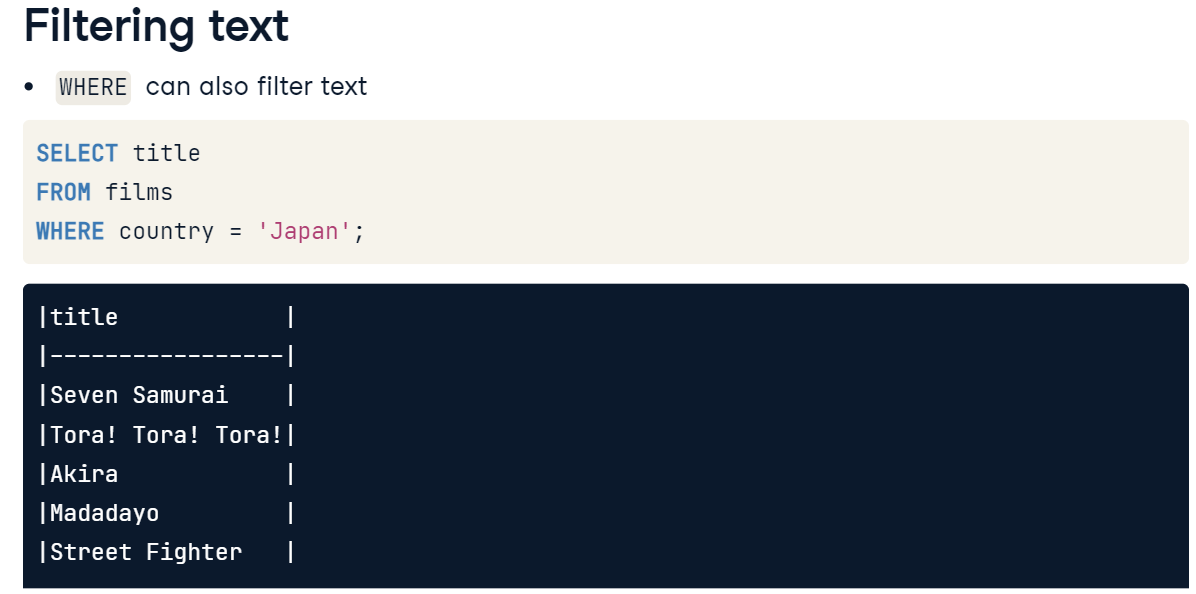 Filtering text
• WHERE can also filter text
SELECT title
FROM films
WHERE country = 'Japan';
|title            |
|-----------------|
|Seven Samurai    |
|Tora! Tora! Tora!|
|Akira            |
|Madadayo         |
|Street Fighter   |